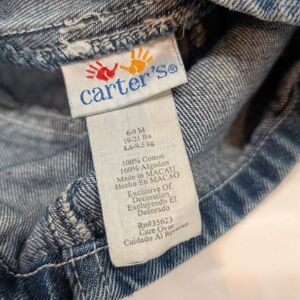 carter's®
6-9 M
19-21 lbs
8.6-9.5 kg
100% Cotton
100% Algodon
Made in MACAU
Hecho En MACAO
Exclusive Of
Decoration
Excluyendo El
Decorado
Rn#35623
Care Over
Cuidado Al Reverso